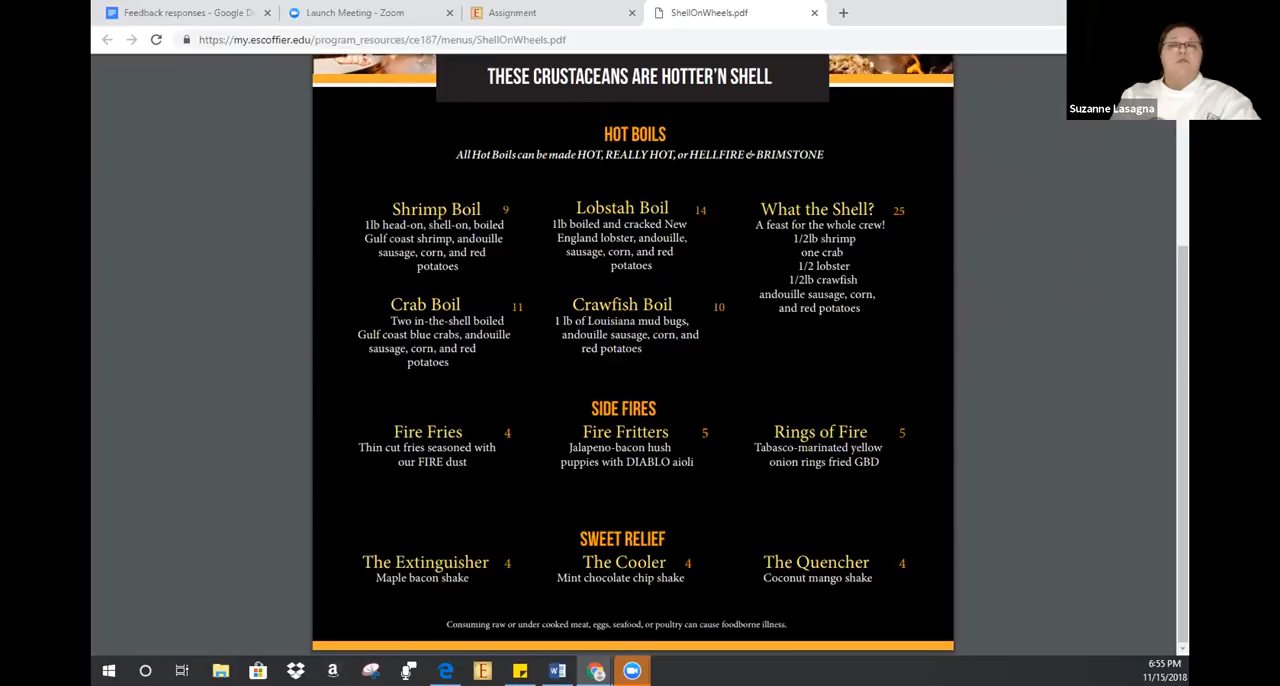 Feedback responses - Google D
Launch Meeting - Zoom
Assignment
ShellOnWheels.pdf
https://my.escoffier.edu/program_resources/ce187/menus/ShellOnWheels.pdf
Suzanne Lasagna
THESE CRUSTACEANS ARE HOTTER'N SHELL
HOT BOILS
All Hot Boils can be made HOT, REALLY HOT, or HELLFIRE & BRIMSTONE
Shrimp Boil 9
1lb head-on, shell-on, boiled
Gulf coast shrimp, andouille
sausage, corn, and red
potatoes
Lobstah Boil 14
1lb boiled and cracked New
England lobster, andouille,
sausage, corn, and red
potatoes
What the Shell? 25
A feast for the whole crew!
1/2lb shrimp
one crab
1/2 lobster
1/2lb crawfish
andouille sausage, corn,
and red potatoes
Crab Boil 11
Two in-the-shell boiled
Gulf coast blue crabs, andouille
sausage, corn, and red
potatoes
Crawfish Boil 10
1 lb of Louisiana mud bugs,
andouille sausage, corn, and
red potatoes
SIDE FIRES
Fire Fries 4
Thin cut fries seasoned with
our FIRE dust
Fire Fritters 5
Jalapeno-bacon hush
puppies with DIABLO aioli
Rings of Fire 5
Tabasco-marinated yellow
onion rings fried GBD
SWEET RELIEF
The Extinguisher 4
Maple bacon shake
The Cooler 4
Mint chocolate chip shake
The Quencher 4
Coconut mango shake
Consuming raw or under cooked meat, eggs, seafood, or poultry can cause foodborne illness.
6:55 PM
11/15/2018